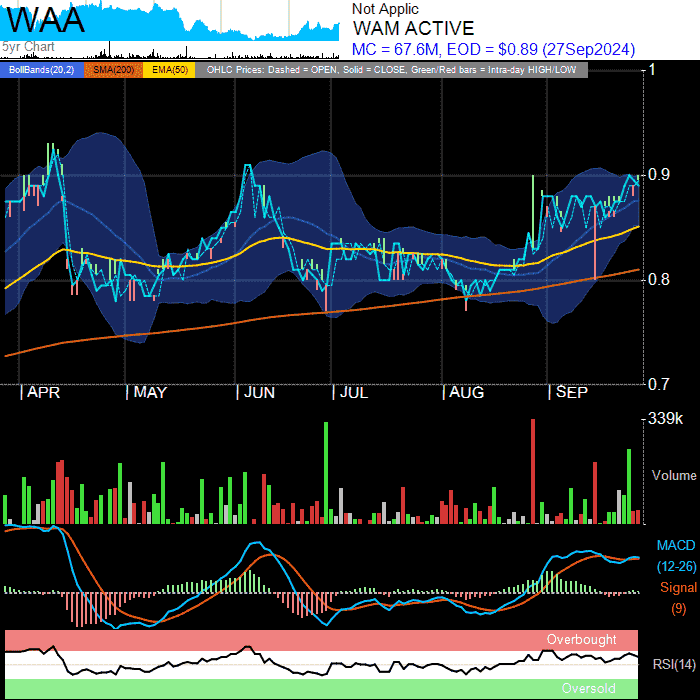 WAA
5yr Chart
Not Applic
WAM ACTIVE
MC = 67.6M, EOD = $0.89 (27Sep2024)
BollBands(20,2) SMA(200) EMA(50) OHLC Prices: Dashed = OPEN, Solid = CLOSE, Green/Red bars = Intra-day HIGH/LOW
1
0.9
0.8
0.7
APR MAY JUN JUL AUG SEP
339k
Volume
MACD
(12-26)
Signal
(9)
Overbought
RSI(14)
Oversold